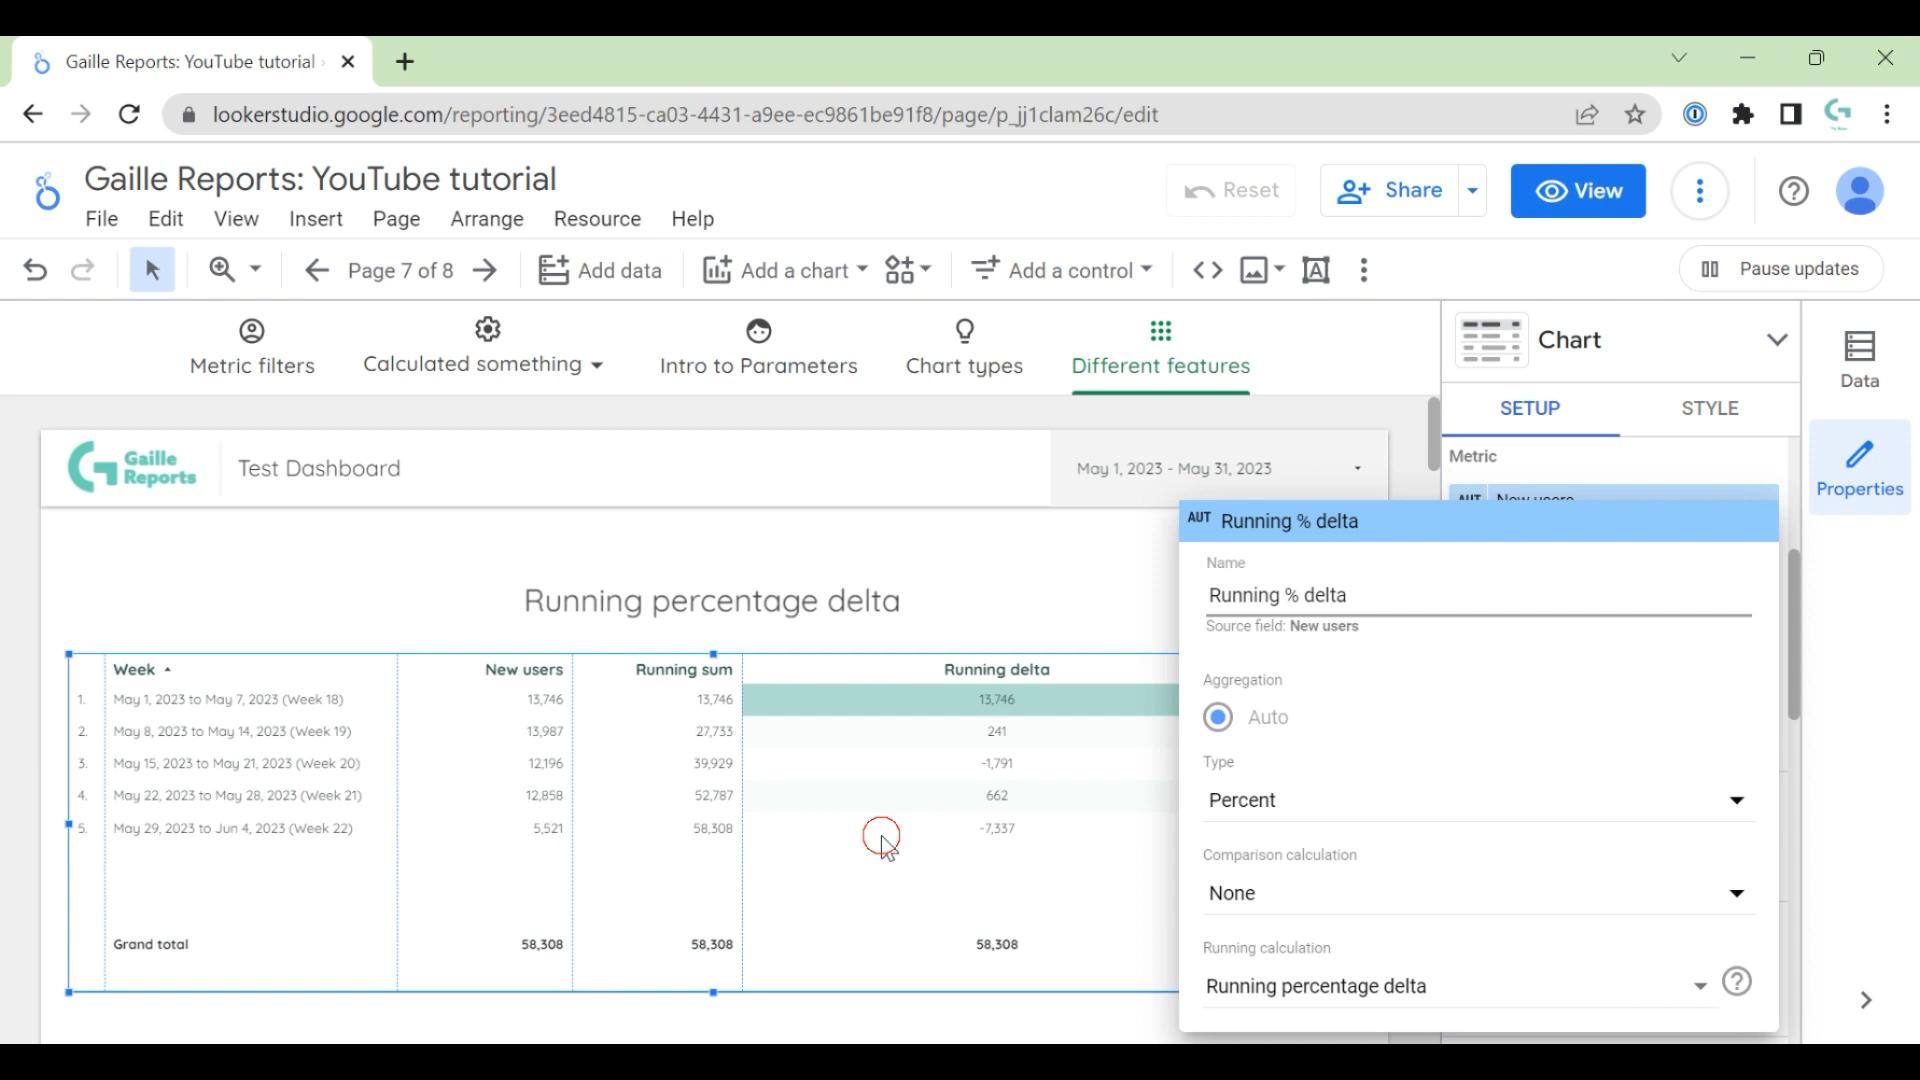 Gaille Reports: YouTube tutorial
lookerstudio.google.com/reporting/3eed4815-ca03-4431-a9ee-ec9861be91f8/page/p_jj1clam26c/edit
Gaille Reports: YouTube tutorial
Reset
Share
View
File Edit View Insert Page Arrange Resource Help
Page 7 of 8
Add data
Add a chart
Add a control
Pause updates
Metric filters
Calculated something
Intro to Parameters
Chart types
Different features
Chart
Data
SETUP
STYLE
Properties
Metric
AUT New users
Gaille
Reports
Test Dashboard
May 1, 2023 - May 31, 2023
AUT Running % delta
Name
Running % delta
Source field: New users
Aggregation
Auto
Type
Percent
Comparison calculation
None
Running calculation
Running percentage delta
Running percentage delta
Week New users Running sum Running delta
1. May 1, 2023 to May 7, 2023 (Week 18) 13,746 13,746 13,746
2. May 8, 2023 to May 14, 2023 (Week 19) 13,987 27,733 241
3. May 15, 2023 to May 21, 2023 (Week 20) 12,196 39,929 -1,791
4. May 22, 2023 to May 28, 2023 (Week 21) 12,858 52,787 662
5. May 29, 2023 to Jun 4, 2023 (Week 22) 5,521 58,308 -7,337
Grand total 58,308 58,308 58,308